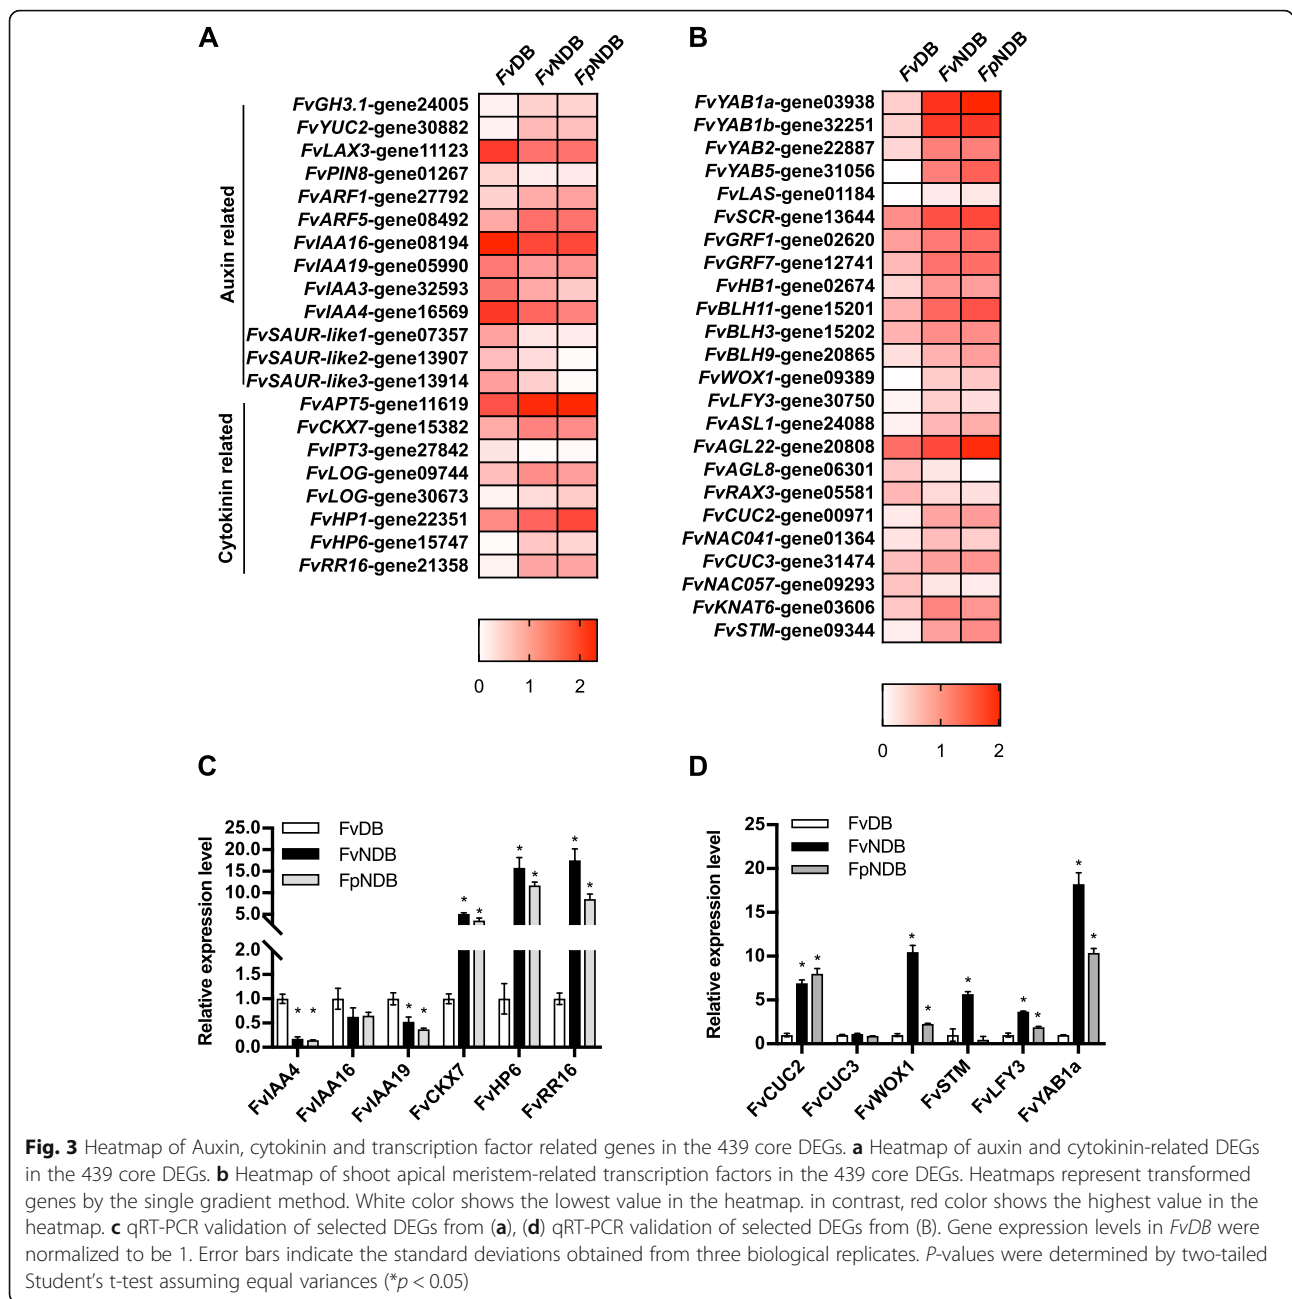 A
FvDB FvNDB FpNDB
Auxin related
FvGH3.1-gene24005
FvYUC2-gene30882
FvLAX3-gene11123
FvPIN8-gene01267
FvARF1-gene27792
FvARF5-gene08492
FvIAA16-gene08194
FvIAA19-gene05990
FvIAA3-gene32593
FvIAA4-gene16569
FvSAUR-like1-gene07357
FvSAUR-like2-gene13907
FvSAUR-like3-gene13914
Cytokinin related
FvAPT5-gene11619
FvCKX7-gene15382
FvIPT3-gene27842
FvLOG-gene09744
FvLOG-gene30673
FvHP1-gene22351
FvHP6-gene15747
FvRR16-gene21358
0 1 2
B
FvDB FvNDB FpNDB
FvYAB1a-gene03938
FvYAB1b-gene32251
FvYAB2-gene22887
FvYAB5-gene31056
FvLAS-gene01184
FvSCR-gene13644
FvGRF1-gene02620
FvGRF7-gene12741
FvHB1-gene02674
FvBLH11-gene15201
FvBLH3-gene15202
FvBLH9-gene20865
FvWOX1-gene09389
FvLFY3-gene30750
FvASL1-gene24088
FvAGL22-gene20808
FvAGL8-gene06301
FvRAX3-gene05581
FvCUC2-gene00971
FvNAC041-gene01364
FvCUC3-gene31474
FvNAC057-gene09293
FvKNAT6-gene03606
FvSTM-gene09344
0 1 2
C
Relative expression level
25.0
20.0
15.0
10.0
5.0
2.0
1.5
1.0
0.5
0.0
FvDB
FvNDB
FpNDB
* * * * * * * * * *
FvIAA4 FvIAA16 FvIAA19 FvCKX7 FvHP6 FvRR16
D
Relative expression level
25
20
15
10
5
0
FvDB
FvNDB
FpNDB
* * * * * * * * *
FvCUC2 FvCUC3 FvWOX1 FvSTM FvLFY3 FvYAB1a
Fig. 3 Heatmap of Auxin, cytokinin and transcription factor related genes in the 439 core DEGs. a Heatmap of auxin and cytokinin-related DEGs
in the 439 core DEGs. b Heatmap of shoot apical meristem-related transcription factors in the 439 core DEGs. Heatmaps represent transformed
genes by the single gradient method. White color shows the lowest value in the heatmap. in contrast, red color shows the highest value in the
heatmap. c qRT-PCR validation of selected DEGs from (a), (d) qRT-PCR validation of selected DEGs from (B). Gene expression levels in FvDB were
normalized to be 1. Error bars indicate the standard deviations obtained from three biological replicates. P-values were determined by two-tailed
Student's t-test assuming equal variances (*p < 0.05)